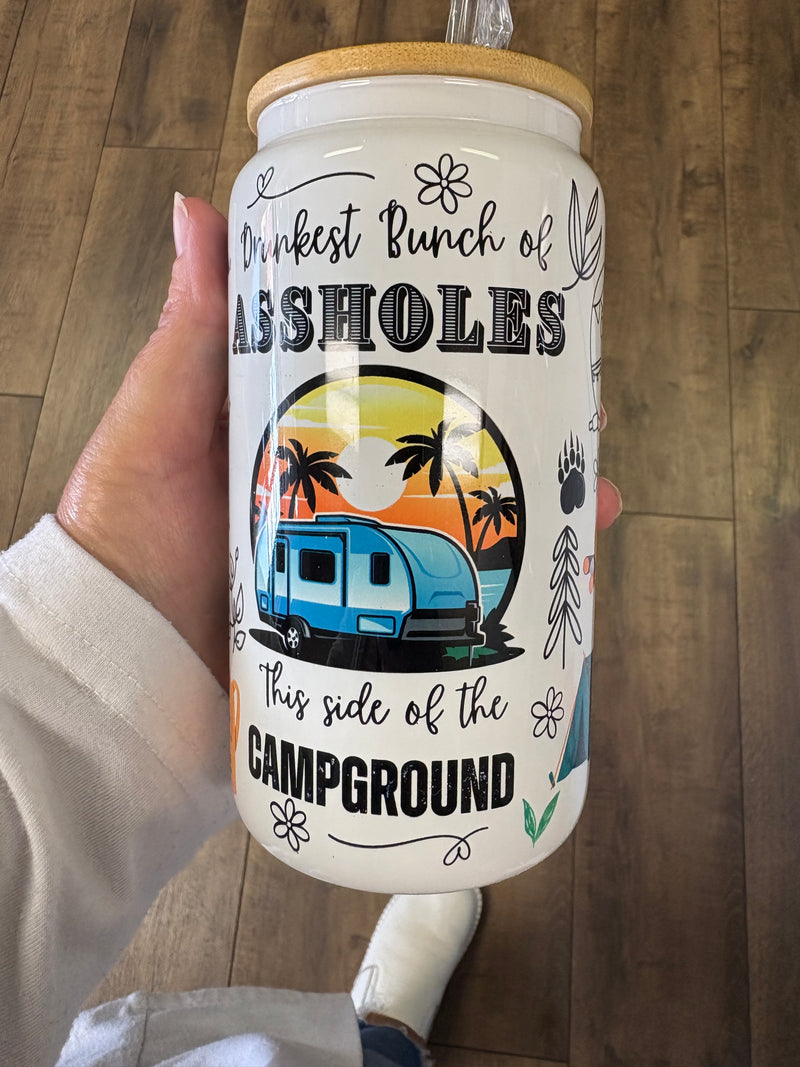 Drunkest Bunch of
ASSHOLES
This side of the
CAMPGROUND